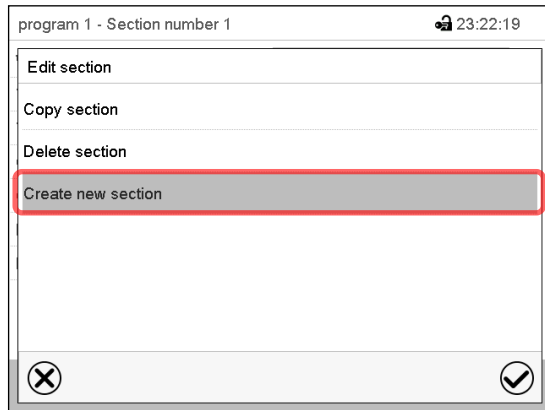 program 1 - Section number 1 23:22:19
Edit section
Copy section
Delete section
Create new section